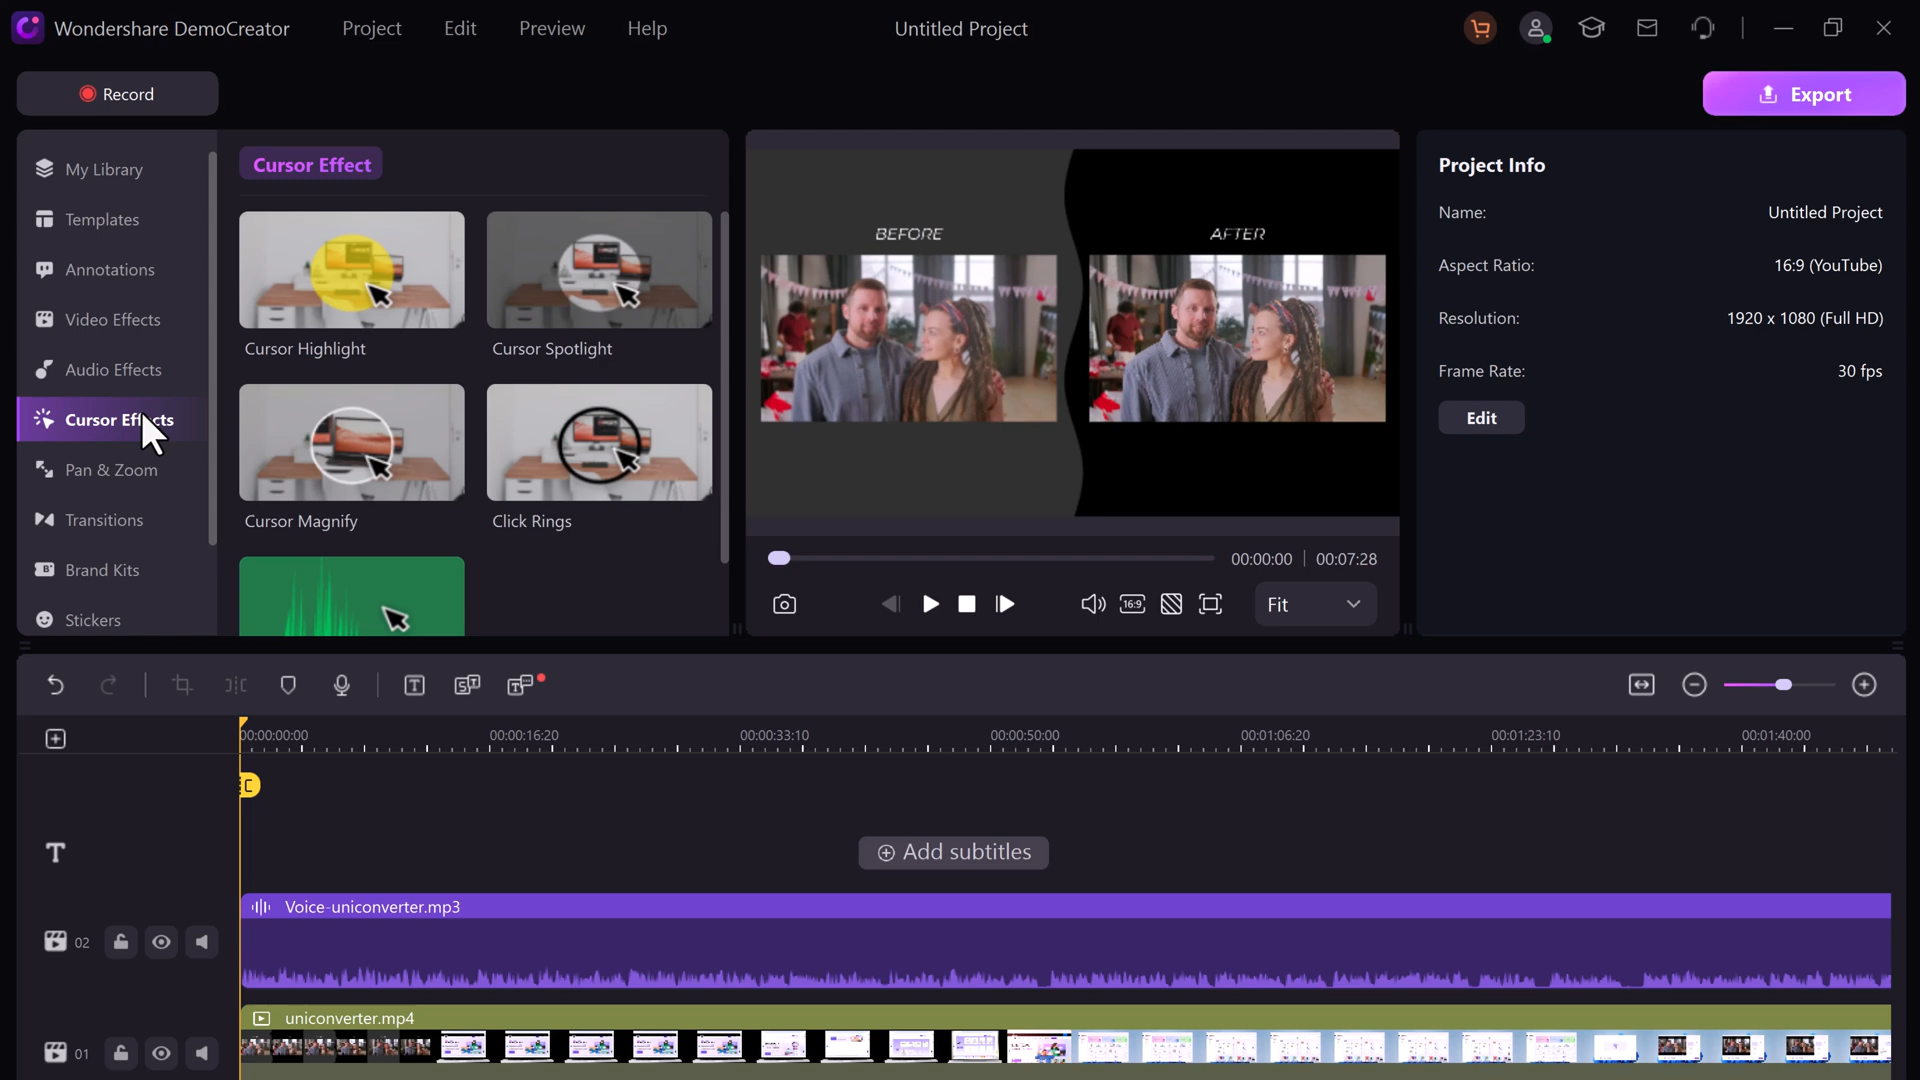 Wondershare DemoCreator
Project
Edit
Preview
Help
Untitled Project
Record
Export
My Library
Templates
Annotations
Video Effects
Audio Effects
Cursor Effects
Pan & Zoom
Transitions
Brand Kits
Stickers
Cursor Effect
Cursor Highlight
Cursor Spotlight
Cursor Magnify
Click Rings
BEFORE
AFTER
00:00:00 | 00:07:28
16:9
Fit
Project Info
Name: Untitled Project
Aspect Ratio: 16:9 (YouTube)
Resolution: 1920 x 1080 (Full HD)
Frame Rate: 30 fps
Edit
00:00:00:00 00:00:16:20 00:00:33:10 00:00:50:00 00:01:06:20 00:01:23:10 00:01:40:00
Add subtitles
Voice-uniconverter.mp3
02
uniconverter.mp4
01